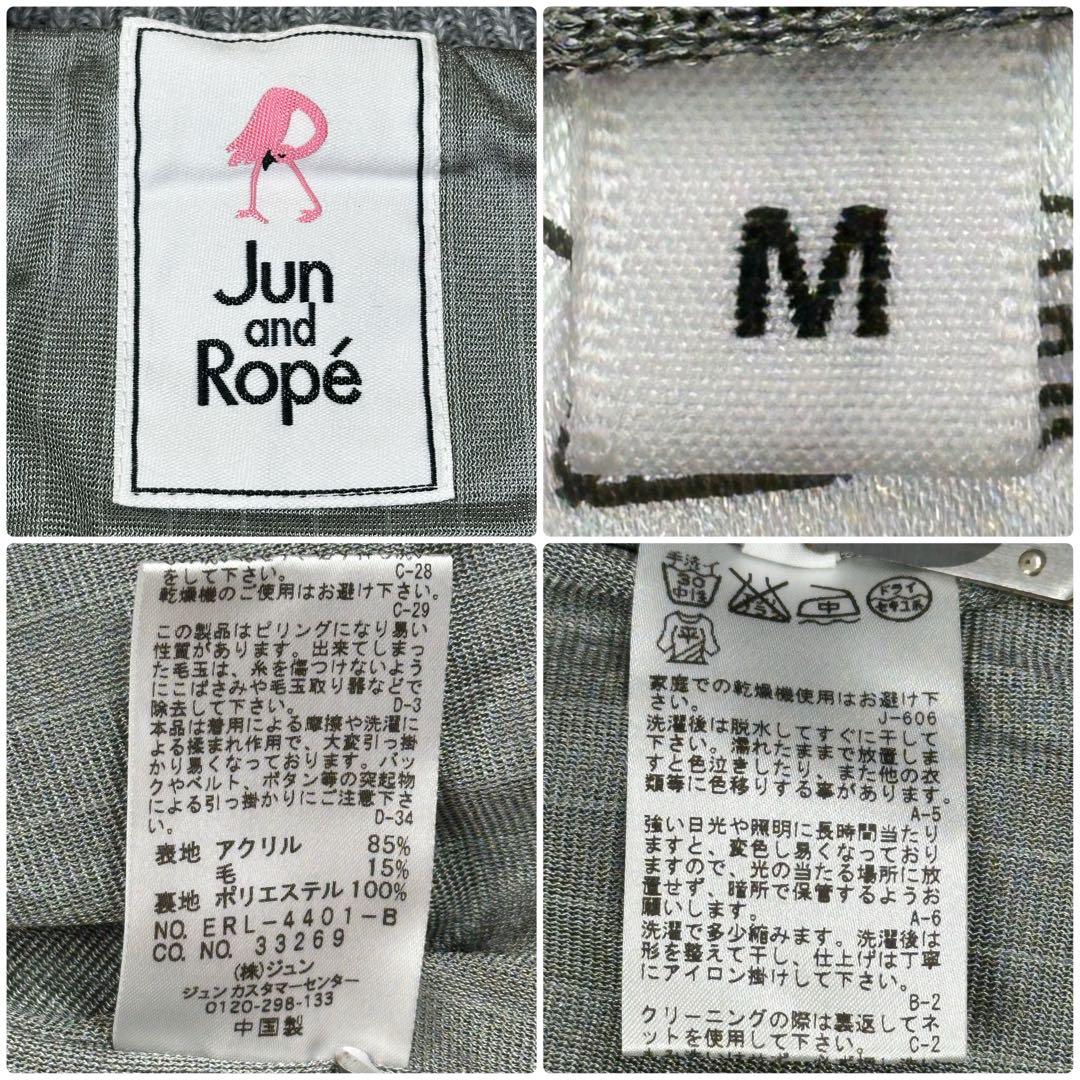 Jun
and
Ropé
M
をして下さい。 C-28
乾燥機のご使用はお避け下さい。
C-29
この製品はピリングになり易い
性質があります。出来てしまっ
た毛玉は、糸を傷つけないよう
にこばさみや毛玉取り器などで
除去して下さい。 D-3
本品は着用による摩擦や洗濯に
よる揉まれ作用で、大変引っ掛
かり易くなっております。バッ
クやベルト、ボタン等の突起物
による引っ掛かりにご注意下さ
い。 D-34
表地 アクリル 85%
毛 15%
裏地 ポリエステル 100%
NO. ERL-4401-B
CO. NO. 33269
(株)ジュン
ジュン カスタマーセンター
0120-298-133
中国製
手洗イ
30
中性
エンソ
サラシ
中
ドライ
セキユ系
平
家庭での乾燥機使用はお避け下
さい。 J-606
洗濯後は脱水してすぐに干して
下さい。濡れたままで放置しま
すと色泣きしたり、また他の衣
類等に色移りする事があります。
A-5
強い日光や照明に長時間当たり
ますと、変色し易くなっており
ますので、光の当たる場所に放
置せず、暗所で保管するようお
願いします。 A-6
洗濯で多少縮みます。洗濯後は
形を整えて干し、仕上げは丁寧
にアイロン掛けして下さい。
B-2
クリーニングの際は裏返してネ
ットを使用して下さい。 C-2